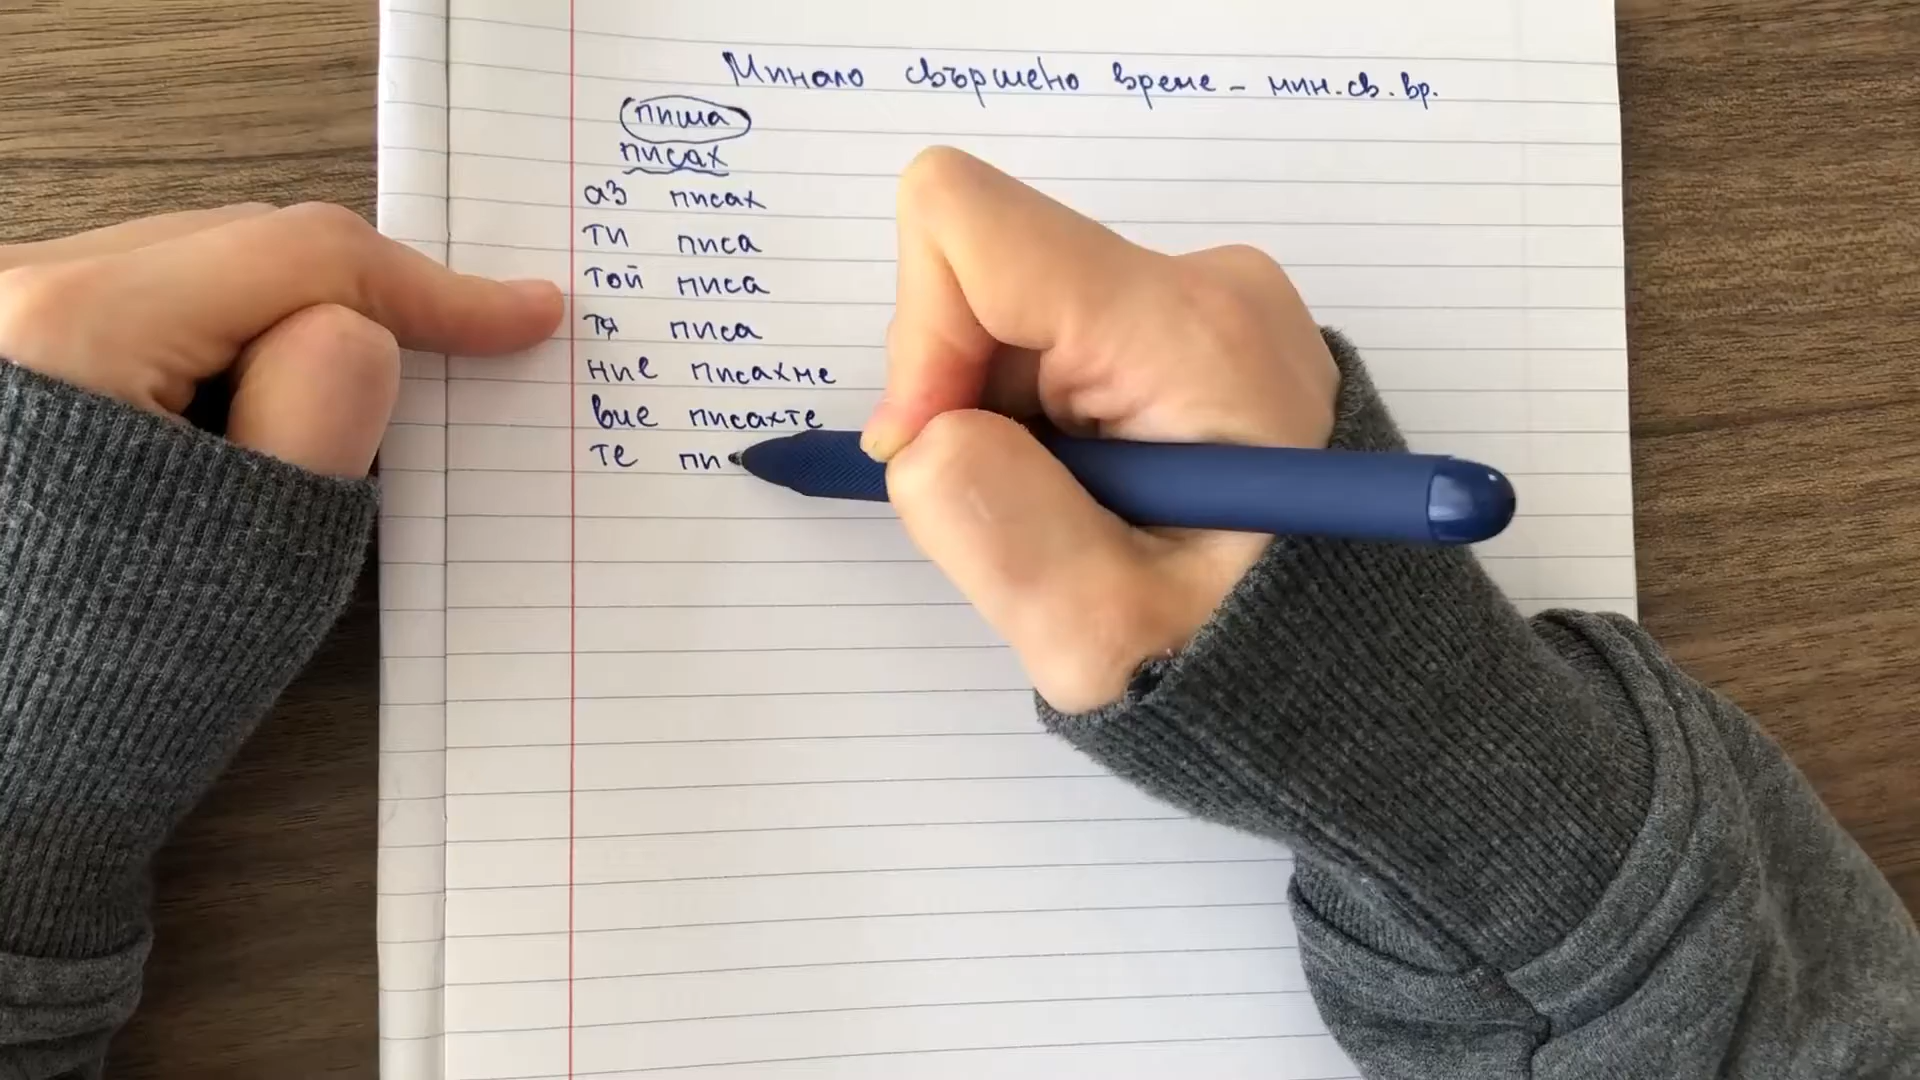 Минало свършено време - мин.св.вр.
пиша
писах
аз писах
ти писа
той писа
тя писа
ние писахме
вие писахте
те пи